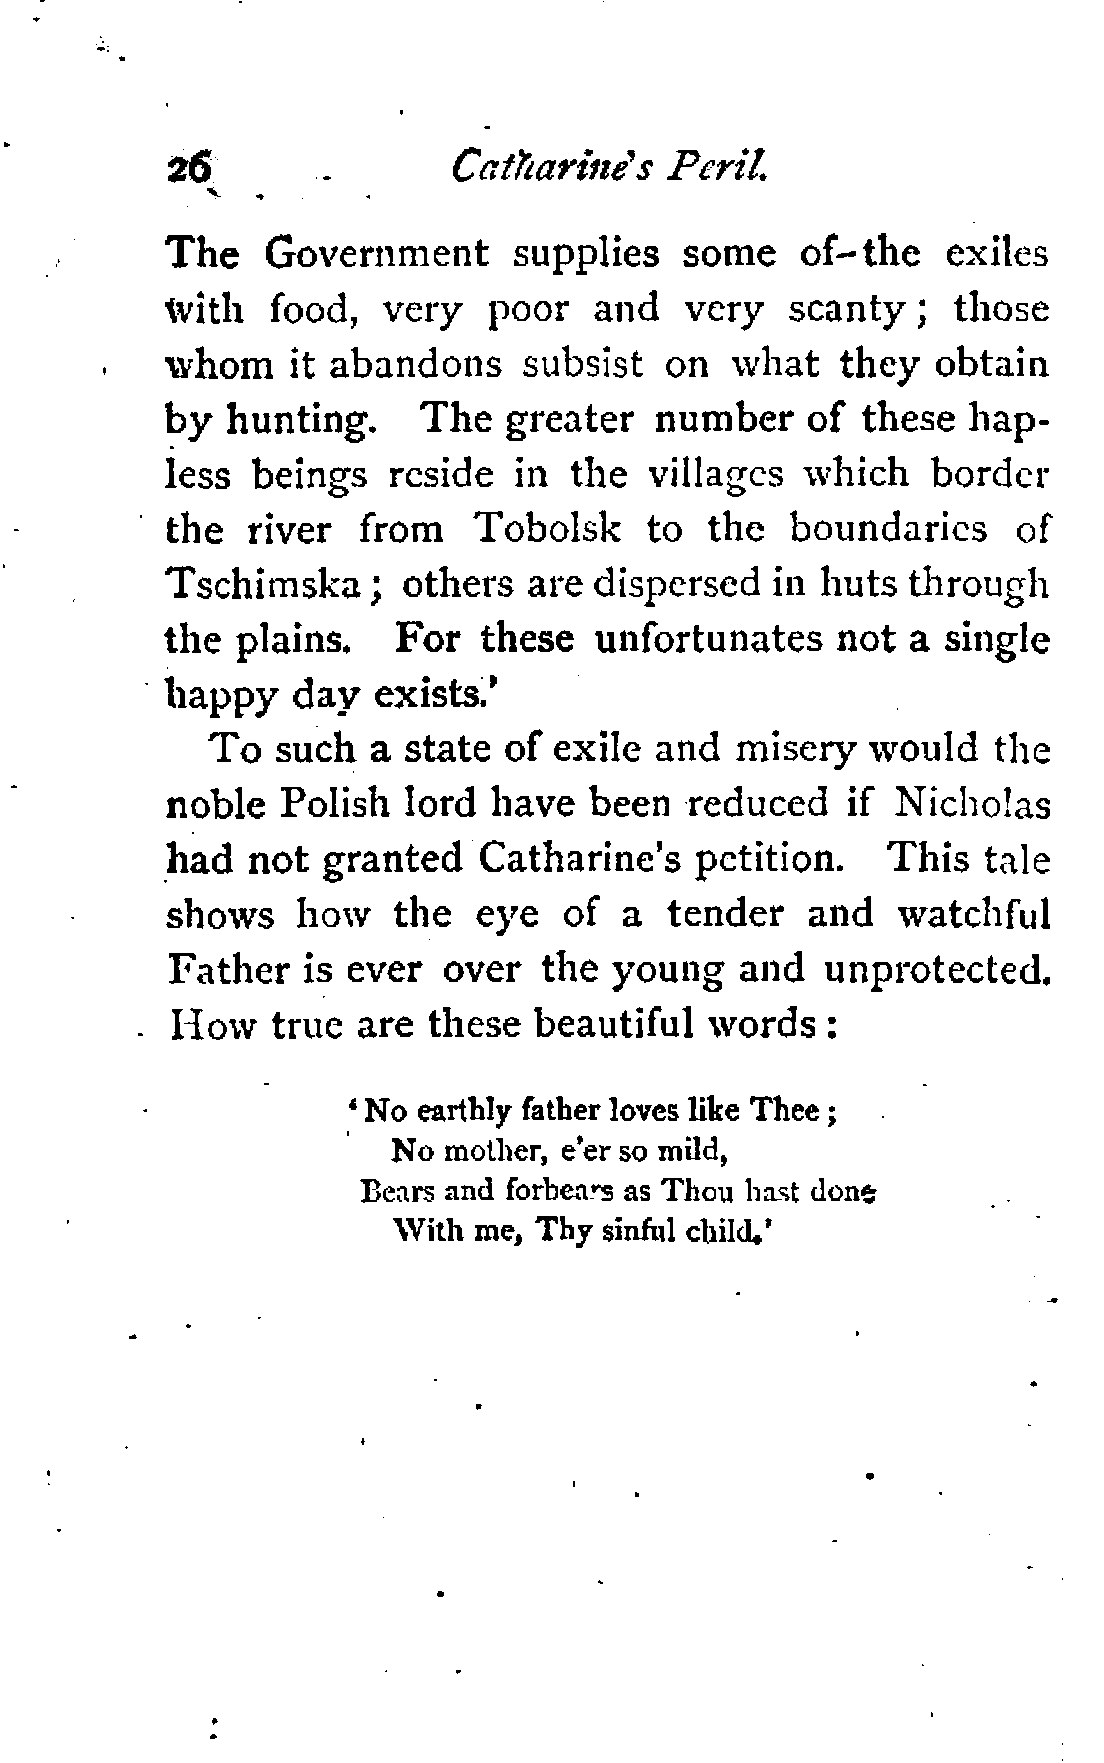 26 Catharine's Peril.
The Government supplies some of the exiles
with food, very poor and very scanty; those
whom it abandons subsist on what they obtain
by hunting. The greater number of these hap-
less beings reside in the villages which border
the river from Tobolsk to the boundaries of
Tschimska; others are dispersed in huts through
the plains. For these unfortunates not a single
happy day exists.'
To such a state of exile and misery would the
noble Polish lord have been reduced if Nicholas
had not granted Catharine's petition. This tale
shows how the eye of a tender and watchful
Father is ever over the young and unprotected.
How true are these beautiful words:
'No earthly father loves like Thee;
No mother, e'er so mild,
Bears and forbears as Thou hast done
With me, Thy sinful child.'